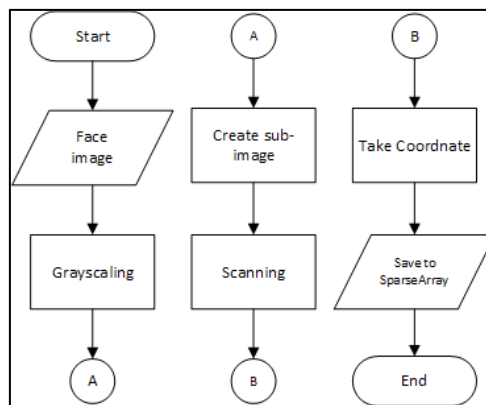 Start
Face
image
Grayscaling
A
A
Create sub-
image
Scanning
B
B
Take Coordnate
Save to
SparseArray
End